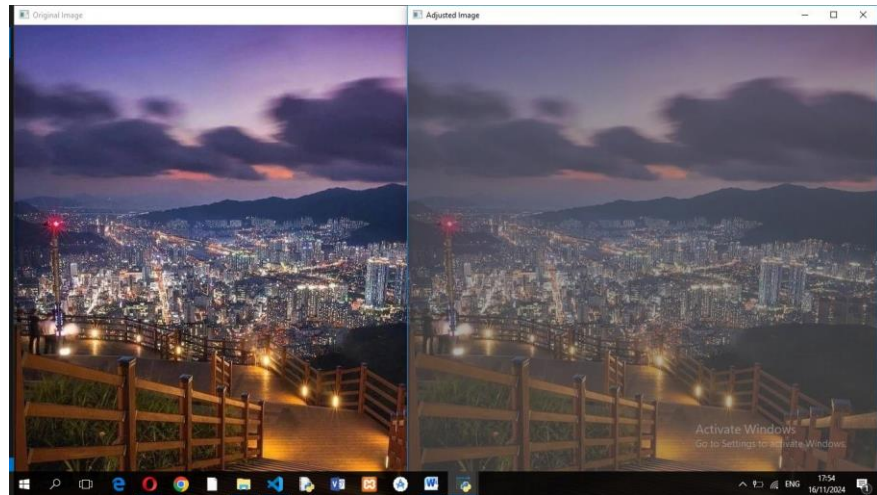 Original Image
Adjusted Image
Activate Windows
Go to Settings to activate Windows.
ENG
17:54
16/11/2024